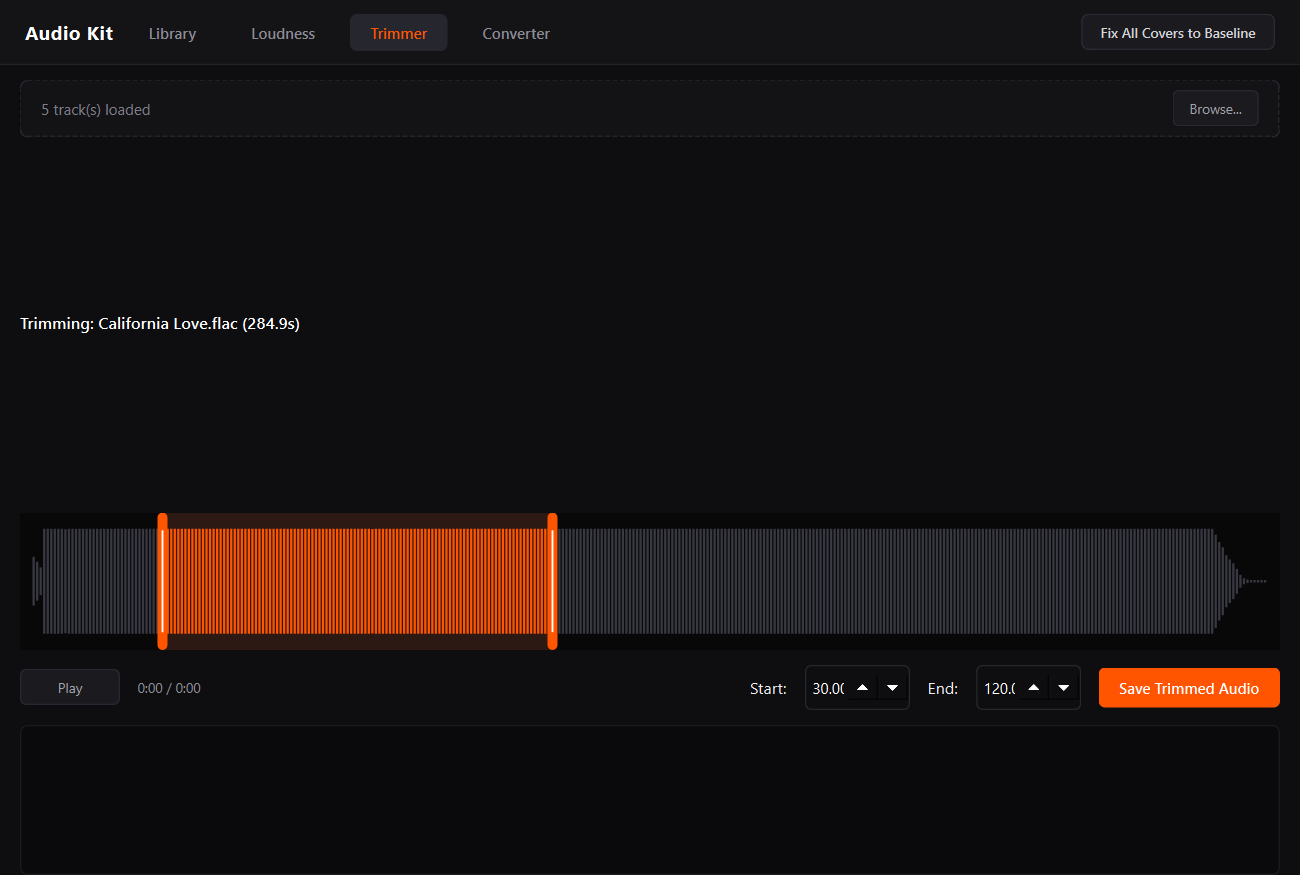 Audio Kit Library Loudness Trimmer Converter Fix All Covers to Baseline
5 track(s) loaded Browse...
Trimming: California Love.flac (284.9s)
Play 0:00 / 0:00 Start: 30.00 End: 120.0 Save Trimmed Audio